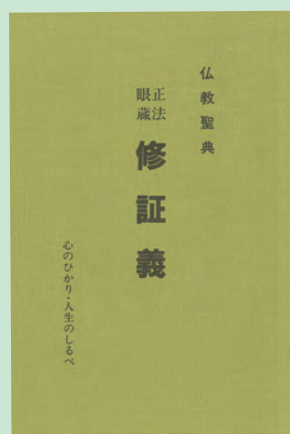 仏教聖典
正法
眼蔵
修証義
心のひかり・人生のしるべ